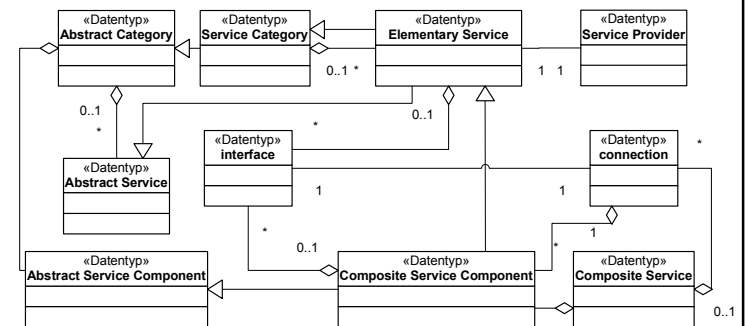 «Datentyp»
Abstract Category
«Datentyp»
Service Category
«Datentyp»
Elementary Service
«Datentyp»
Service Provider
0..1 *
1 1
0..1
*
*
0..1
«Datentyp»
interface
«Datentyp»
connection
*
«Datentyp»
Abstract Service
1
1
*
0..1
1
*
«Datentyp»
Abstract Service Component
«Datentyp»
Composite Service Component
«Datentyp»
Composite Service
0..1